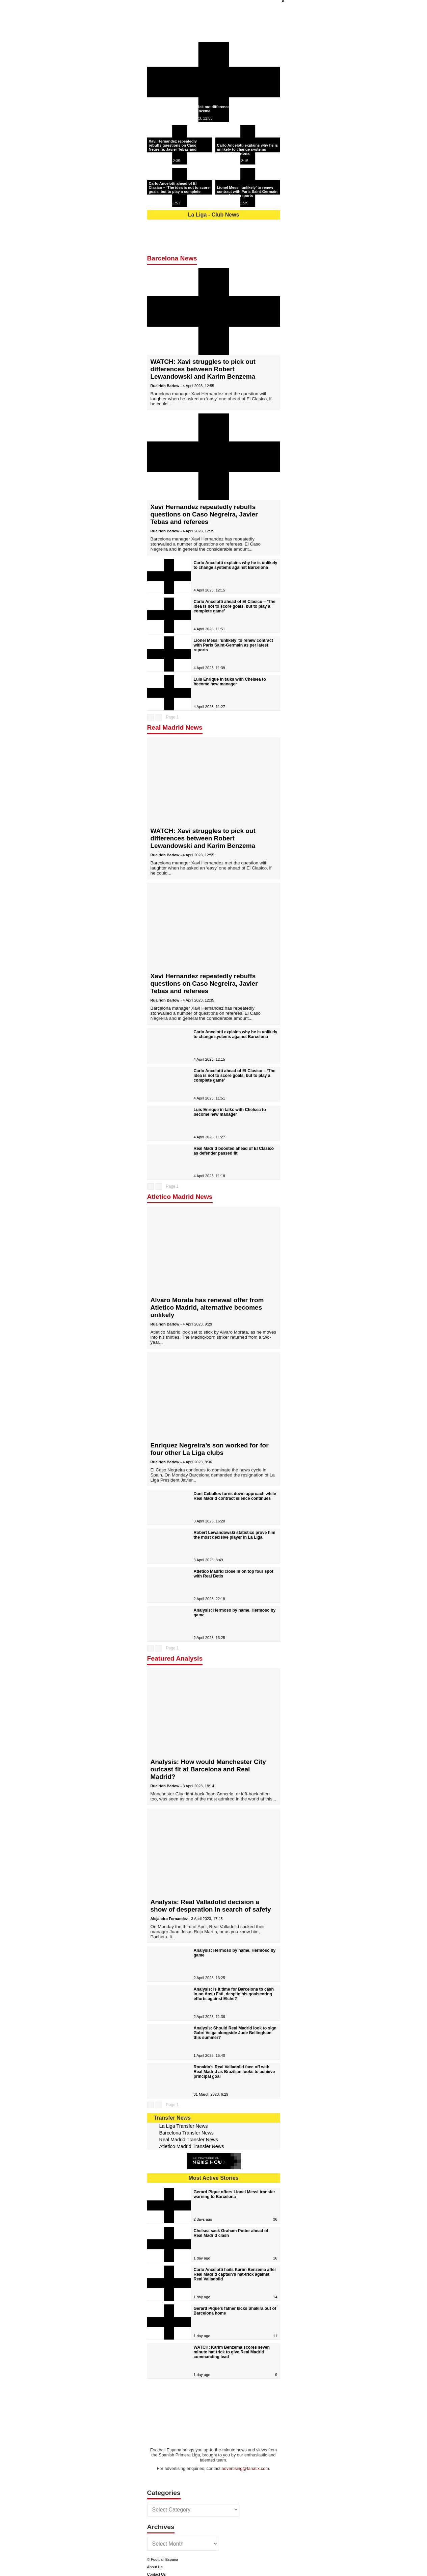 ick out difference
nzema
3, 12:55
Xavi Hernandez repeatedly
rebuffs questions on Caso
Negreira, Javier Tebas and
2:35
Carlo Ancelotti explains why he is
unlikely to change systems
2:15
Carlo Ancelotti ahead of El
Clasico – 'The idea is not to score
goals, but to play a complete
1:51
Lionel Messi 'unlikely' to renew
contract with Paris Saint-Germain
reports
1:39
La Liga - Club News
Barcelona News
WATCH: Xavi struggles to pick out
differences between Robert
Lewandowski and Karim Benzema
Ruairidh Barlow - 4 April 2023, 12:55
Barcelona manager Xavi Hernandez met the question with
laughter when he asked an 'easy' one ahead of El Clasico, if
he could...
Xavi Hernandez repeatedly rebuffs
questions on Caso Negreira, Javier
Tebas and referees
Ruairidh Barlow - 4 April 2023, 12:35
Barcelona manager Xavi Hernandez has repeatedly
stonewalled a number of questions on referees, El Caso
Negreira and in general the considerable amount...
Carlo Ancelotti explains why he is unlikely
to change systems against Barcelona
4 April 2023, 12:15
Carlo Ancelotti ahead of El Clasico – 'The
idea is not to score goals, but to play a
complete game'
4 April 2023, 11:51
Lionel Messi 'unlikely' to renew contract
with Paris Saint-Germain as per latest
reports
4 April 2023, 11:39
Luis Enrique in talks with Chelsea to
become new manager
4 April 2023, 11:27
Page 1
Real Madrid News
WATCH: Xavi struggles to pick out
differences between Robert
Lewandowski and Karim Benzema
Ruairidh Barlow - 4 April 2023, 12:55
Barcelona manager Xavi Hernandez met the question with
laughter when he asked an 'easy' one ahead of El Clasico, if
he could...
Xavi Hernandez repeatedly rebuffs
questions on Caso Negreira, Javier
Tebas and referees
Ruairidh Barlow - 4 April 2023, 12:35
Barcelona manager Xavi Hernandez has repeatedly
stonewalled a number of questions on referees, El Caso
Negreira and in general the considerable amount...
Carlo Ancelotti explains why he is unlikely
to change systems against Barcelona
4 April 2023, 12:15
Carlo Ancelotti ahead of El Clasico – 'The
idea is not to score goals, but to play a
complete game'
4 April 2023, 11:51
Luis Enrique in talks with Chelsea to
become new manager
4 April 2023, 11:27
Real Madrid boosted ahead of El Clasico
as defender passed fit
4 April 2023, 11:18
Page 1
Atletico Madrid News
Alvaro Morata has renewal offer from
Atletico Madrid, alternative becomes
unlikely
Ruairidh Barlow - 4 April 2023, 9:29
Atletico Madrid look set to stick by Alvaro Morata, as he moves
into his thirties. The Madrid-born striker returned from a two-
year...
Enriquez Negreira's son worked for for
four other La Liga clubs
Ruairidh Barlow - 4 April 2023, 8:36
El Caso Negreira continues to dominate the news cycle in
Spain. On Monday Barcelona demanded the resignation of La
Liga President Javier...
Dani Ceballos turns down approach while
Real Madrid contract silence continues
3 April 2023, 16:20
Robert Lewandowski statistics prove him
the most decisive player in La Liga
3 April 2023, 8:49
Atletico Madrid close in on top four spot
with Real Betis
2 April 2023, 22:18
Analysis: Hermoso by name, Hermoso by
game
2 April 2023, 13:25
Page 1
Featured Analysis
Analysis: How would Manchester City
outcast fit at Barcelona and Real
Madrid?
Ruairidh Barlow - 3 April 2023, 18:14
Manchester City right-back Joao Cancelo, or left-back often
too, was seen as one of the most admired in the world at this...
Analysis: Real Valladolid decision a
show of desperation in search of safety
Alejandro Fernandez - 3 April 2023, 17:45
On Monday the third of April, Real Valladolid sacked their
manager Juan Jesus Rojo Martin, or as you know him,
Pacheta. It...
Analysis: Hermoso by name, Hermoso by
game
2 April 2023, 13:25
Analysis: Is it time for Barcelona to cash
in on Ansu Fati, despite his goalscoring
efforts against Elche?
2 April 2023, 11:36
Analysis: Should Real Madrid look to sign
Gabri Veiga alongside Jude Bellingham
this summer?
1 April 2023, 15:40
Ronaldo's Real Valladolid face off with
Real Madrid as Brazilian looks to achieve
principal goal
31 March 2023, 6:29
Page 1
Transfer News
La Liga Transfer News
Barcelona Transfer News
Real Madrid Transfer News
Atletico Madrid Transfer News
AS FEATURED IN
NEWS NOW
Most Active Stories
Gerard Pique offers Lionel Messi transfer
warning to Barcelona
2 days ago
Chelsea sack Graham Potter ahead of
Real Madrid clash
1 day ago 16
Carlo Ancelotti hails Karim Benzema after
Real Madrid captain's hat-trick against
Real Valladolid
1 day ago 14
Gerard Pique's father kicks Shakira out of
Barcelona home
1 day ago 11
WATCH: Karim Benzema scores seven
minute hat-trick to give Real Madrid
commanding lead
1 day ago
Football Espana brings you up-to-the-minute news and views from
the Spanish Primera Liga, brought to you by our enthusiastic and
talented team.
For advertising enquiries, contact advertising@fanatix.com.
Categories
Select Category
Archives
Select Month
© Football Espana
About Us
Contact Us